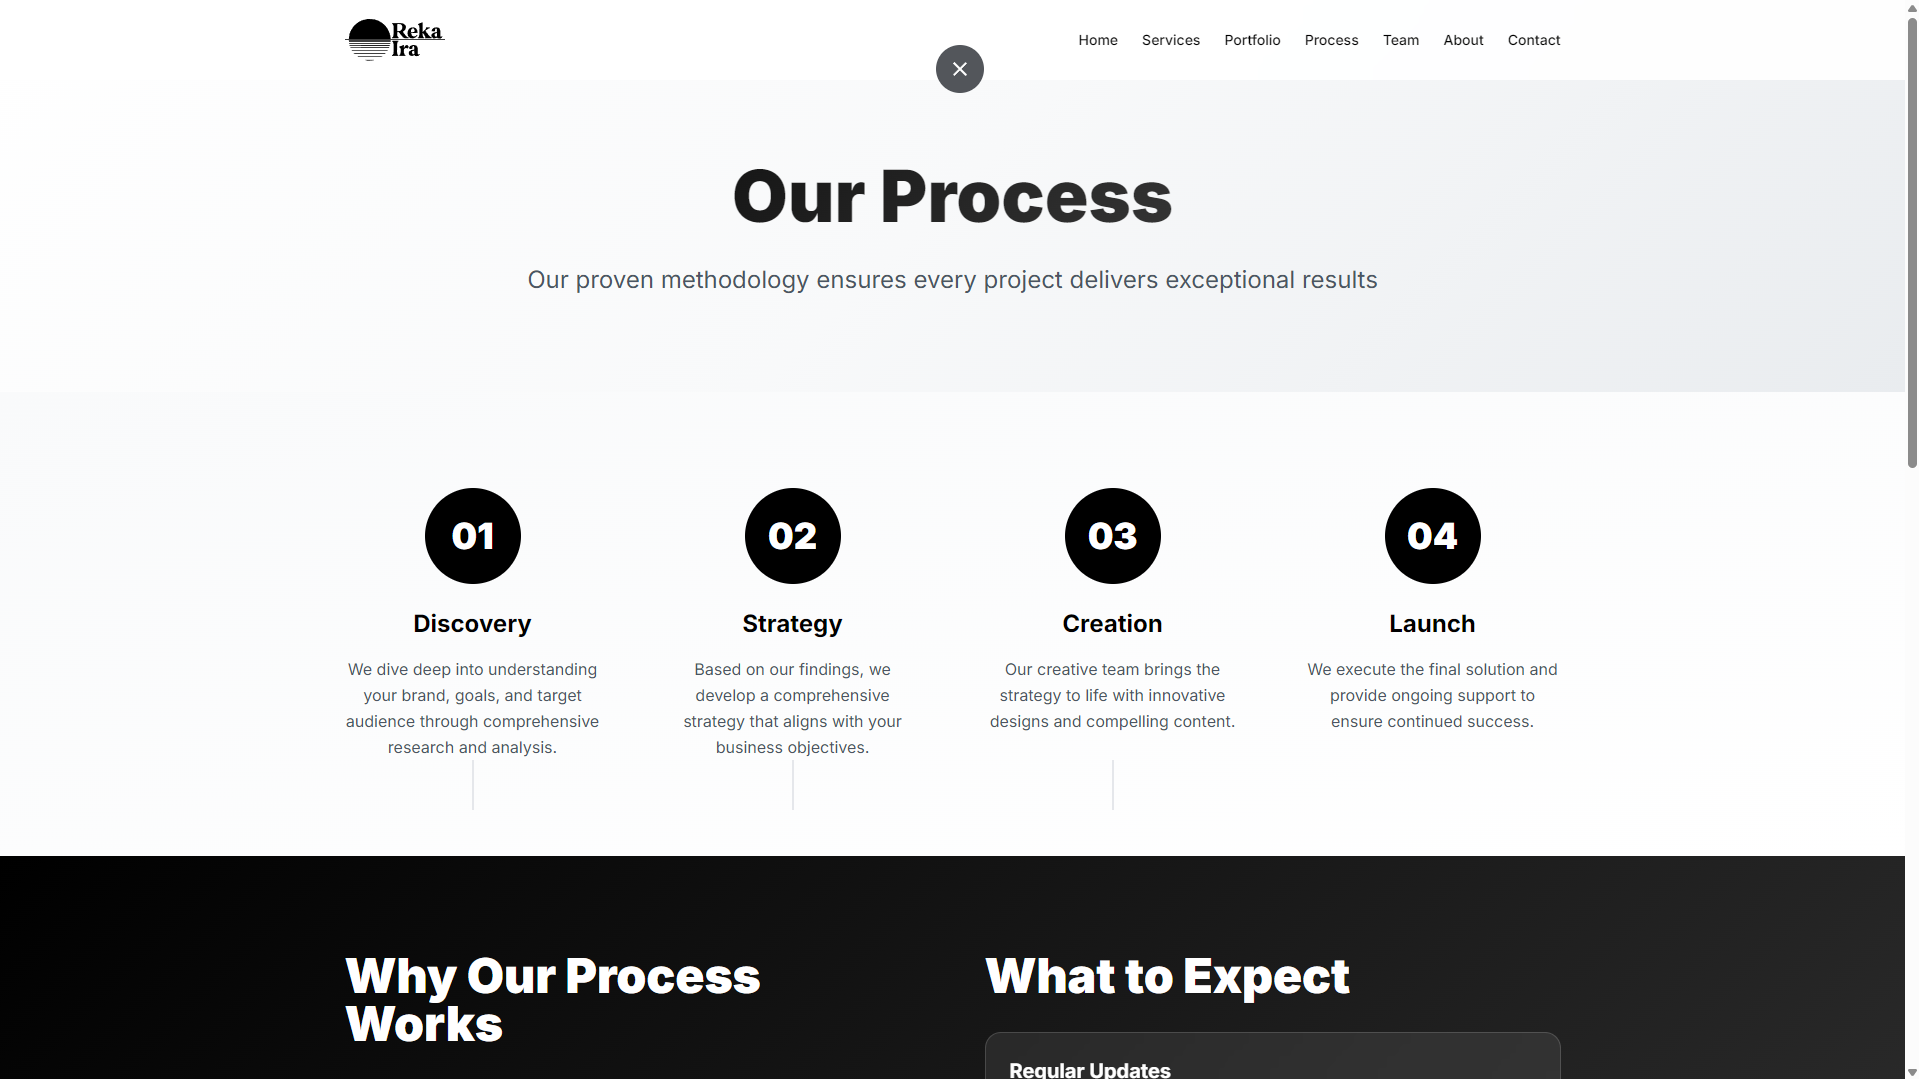 Reka
Ira
Home
Services
Portfolio
Process
Team
About
Contact
Our Process
Our proven methodology ensures every project delivers exceptional results
01
Discovery
We dive deep into understanding
your brand, goals, and target
audience through comprehensive
research and analysis.
02
Strategy
Based on our findings, we
develop a comprehensive
strategy that aligns with your
business objectives.
03
Creation
Our creative team brings the
strategy to life with innovative
designs and compelling content.
04
Launch
We execute the final solution and
provide ongoing support to
ensure continued success.
Why Our Process
Works
What to Expect
Regular Updates